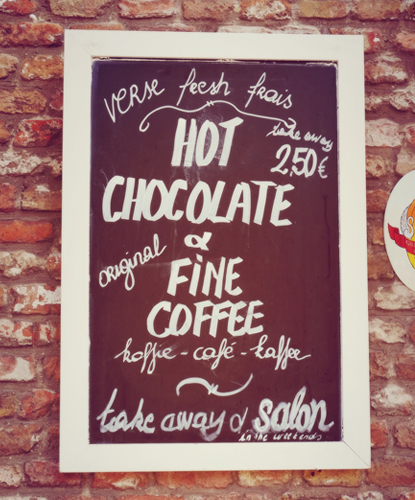 verse fresh frais
take away
2,50€
HOT
CHOCOLATE
&
original
FINE
COFFEE
koffie - café - kaffee
take away & salon
in the weekends